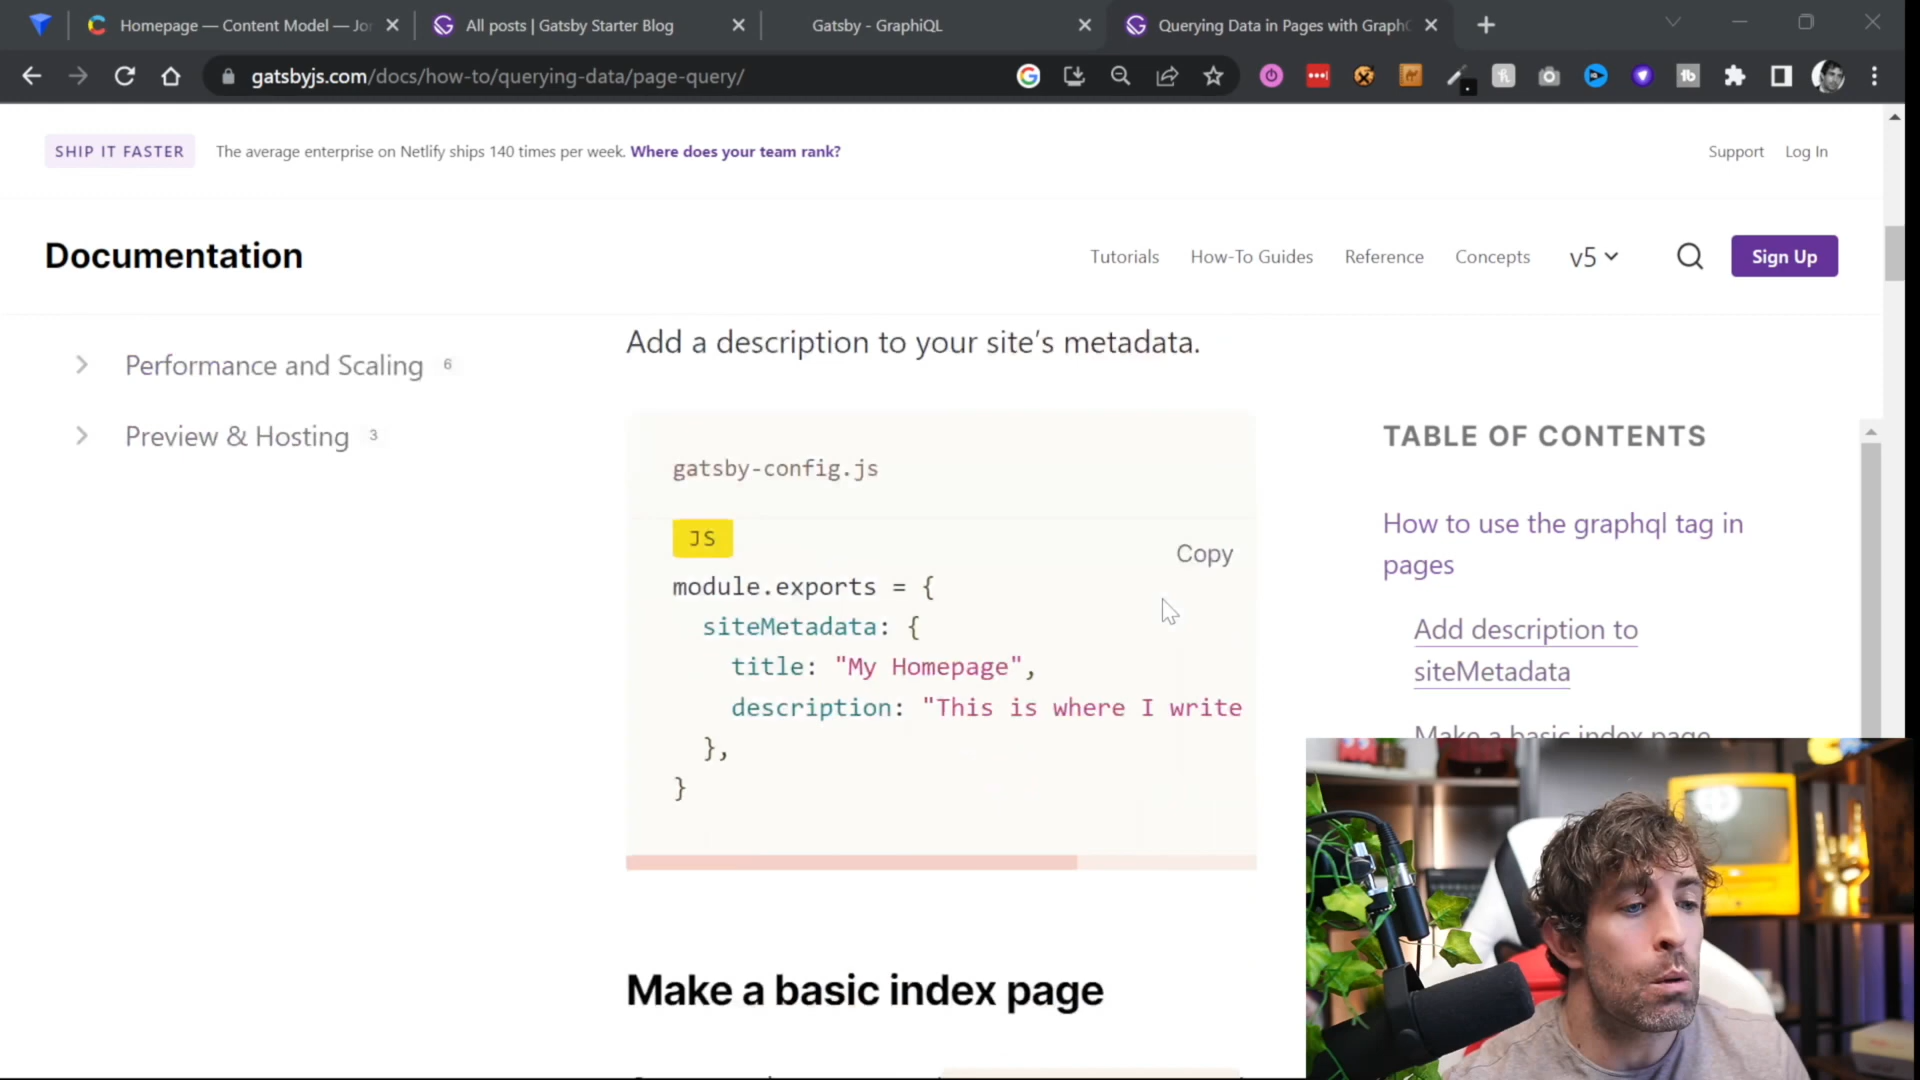 Homepage — Content Model — Jor
All posts | Gatsby Starter Blog
Gatsby - GraphiQL
Querying Data in Pages with Graph
gatsbyjs.com/docs/how-to/querying-data/page-query/
SHIP IT FASTER
The average enterprise on Netlify ships 140 times per week. Where does your team rank?
Support
Log In
Documentation
Tutorials
How-To Guides
Reference
Concepts
v5
Sign Up
Performance and Scaling 6
Preview & Hosting 3
Add a description to your site’s metadata.
gatsby-config.js
JS
Copy
module.exports = {
siteMetadata: {
title: "My Homepage",
description: "This is where I write
},
}
Make a basic index page
TABLE OF CONTENTS
How to use the graphql tag in
pages
Add description to
siteMetadata
Make a basic index page